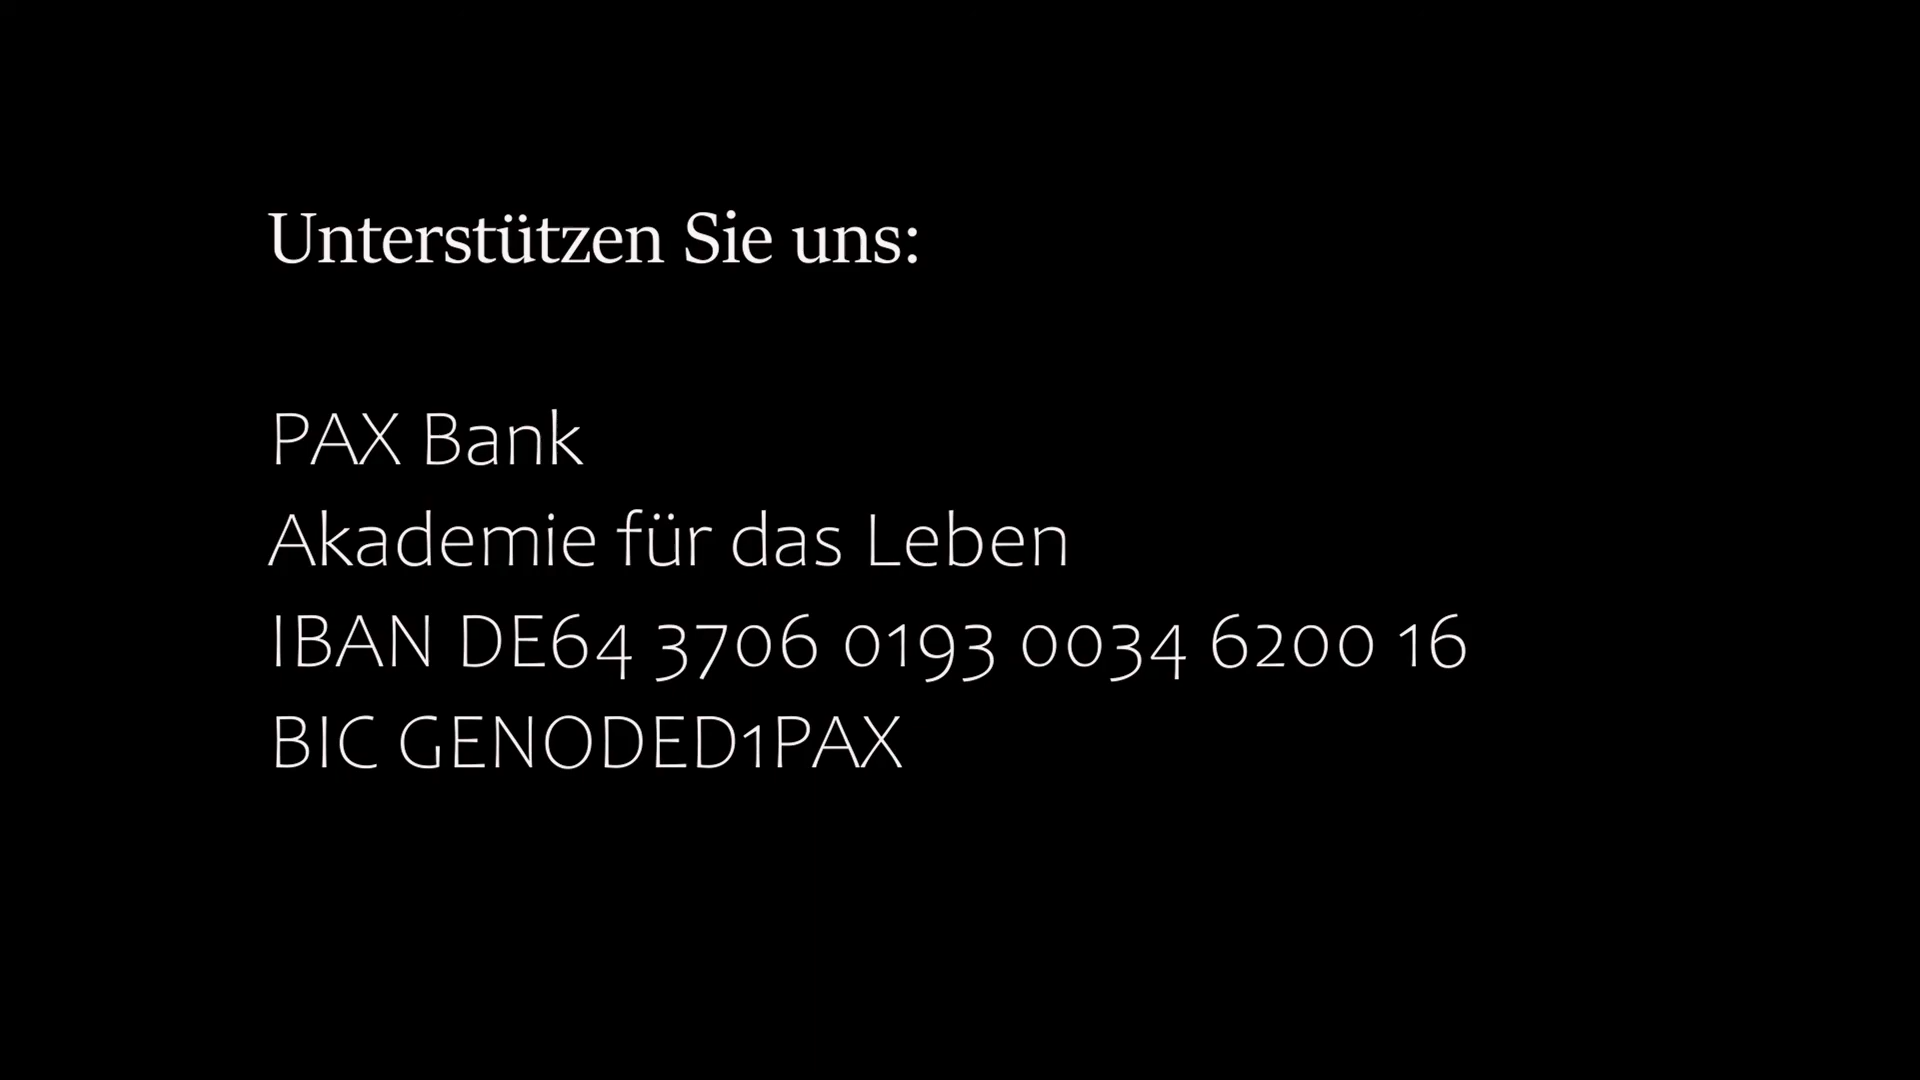 Unterstützen Sie uns:
PAX Bank
Akademie für das Leben
IBAN DE64 3706 0193 0034 6200 16
BIC GENODED1PAX